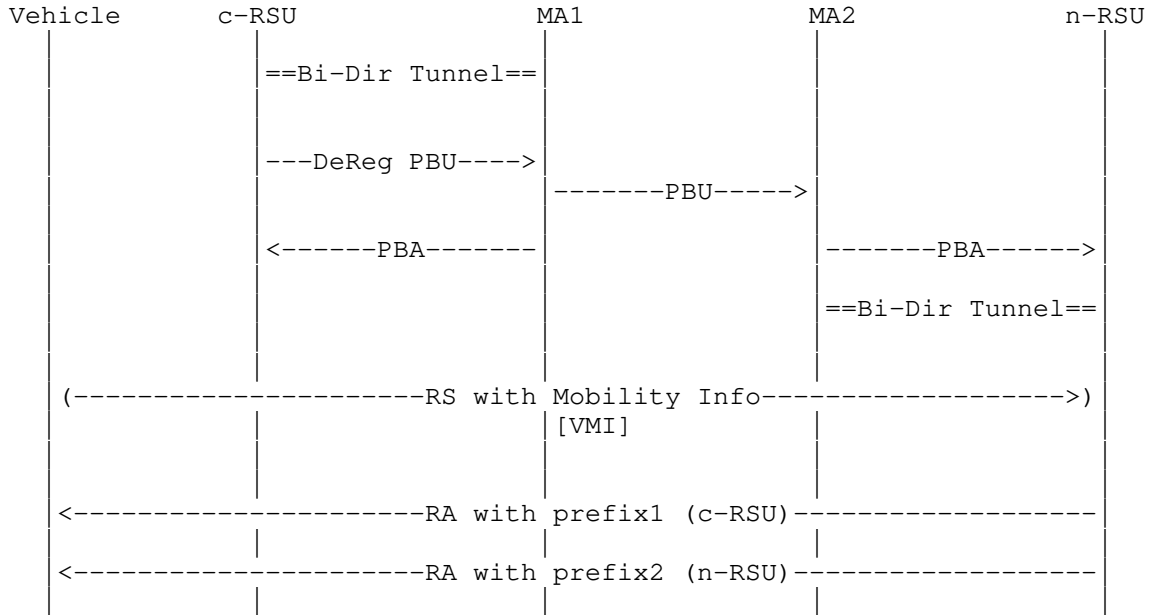 Vehicle c-RSU MA1 MA2 n-RSU
==Bi-Dir Tunnel==
---DeReg PBU---->
-------PBU----->
<------PBA------- -------PBA------>
==Bi-Dir Tunnel==
(----------------------RS with Mobility Info------------------->)
[VMI]
<----------------------RA with prefix1 (c-RSU)-------------------
<----------------------RA with prefix2 (n-RSU)-------------------